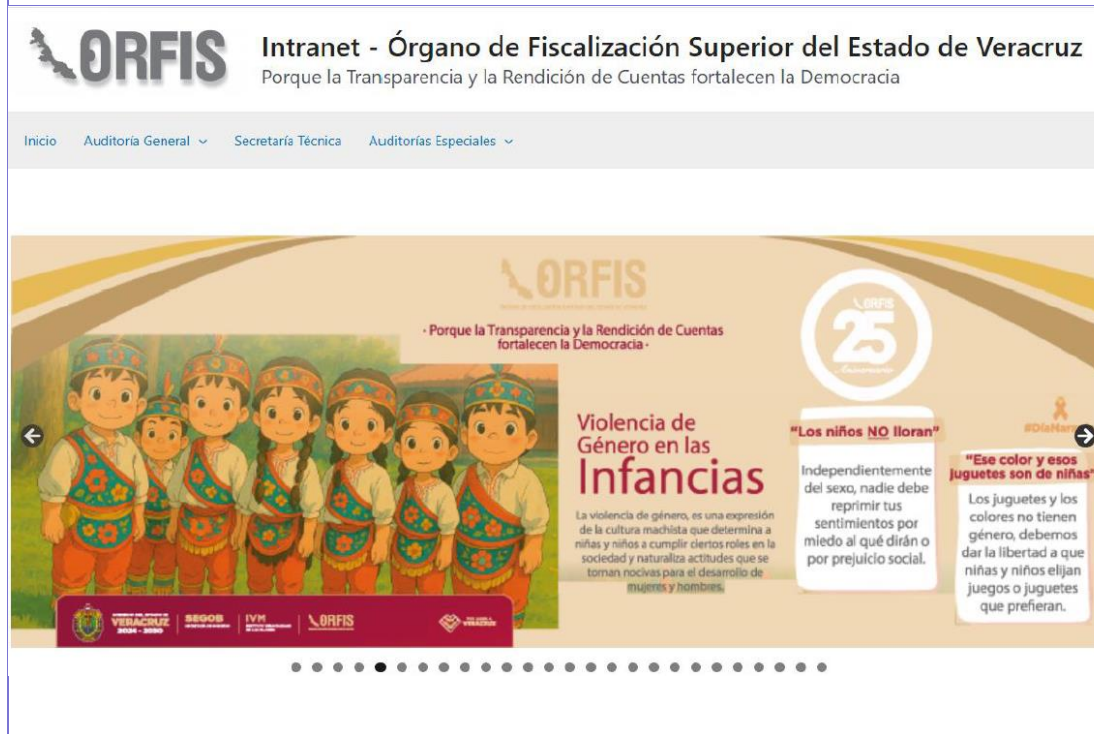 ORFIS
Intranet - Órgano de Fiscalización Superior del Estado de Veracruz
Porque la Transparencia y la Rendición de Cuentas fortalecen la Democracia
Inicio
Auditoría General
Secretaría Técnica
Auditorías Especiales
ORFIS
· Porque la Transparencia y la Rendición de Cuentas
fortalecen la Democracia ·
Violencia de
Género en las
Infancias
La violencia de género, es una expresión
de la cultura machista que determina a
niñas y niños a cumplir ciertos roles en la
sociedad y naturaliza actitudes que se
tornan nocivas para el desarrollo de
mujeres y hombres.
ORFIS
25
Aniversario
"Los niños NO lloran"
Independientemente
del sexo, nadie debe
reprimir tus
sentimientos por
miedo al qué dirán o
por prejuicio social.
"Ese color y esos
juguetes son de niñas"
Los juguetes y los
colores no tienen
género, debemos
dar la libertad a que
niñas y niños elijan
juegos o juguetes
que prefieran.
VERACRUZ
2024 - 2030
SEGOB
IVM
ORFIS
VERACRUZ